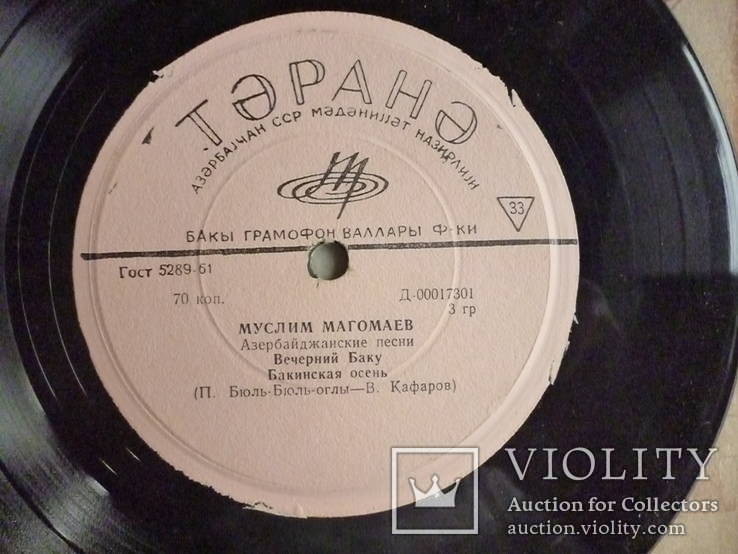 ТӘРАНӘ
АЗӘРБАЈҸАН ССР МӘДӘНИЈЈӘТ НАЗИРЛИЈИ
33
БАКЫ ГРАМОФОН ВАЛЛАРЫ Ф-КИ
Гост 5289-61
70 коп.
Д-00017301
3 гр
МУСЛИМ МАГОМАЕВ
Азербайджанские песни
Вечерний Баку
Бакинская осень
(П. Бюль-Бюль-оглы—В. Кафаров)
VIOLITY
Auction for Collectors
auction.violity.com